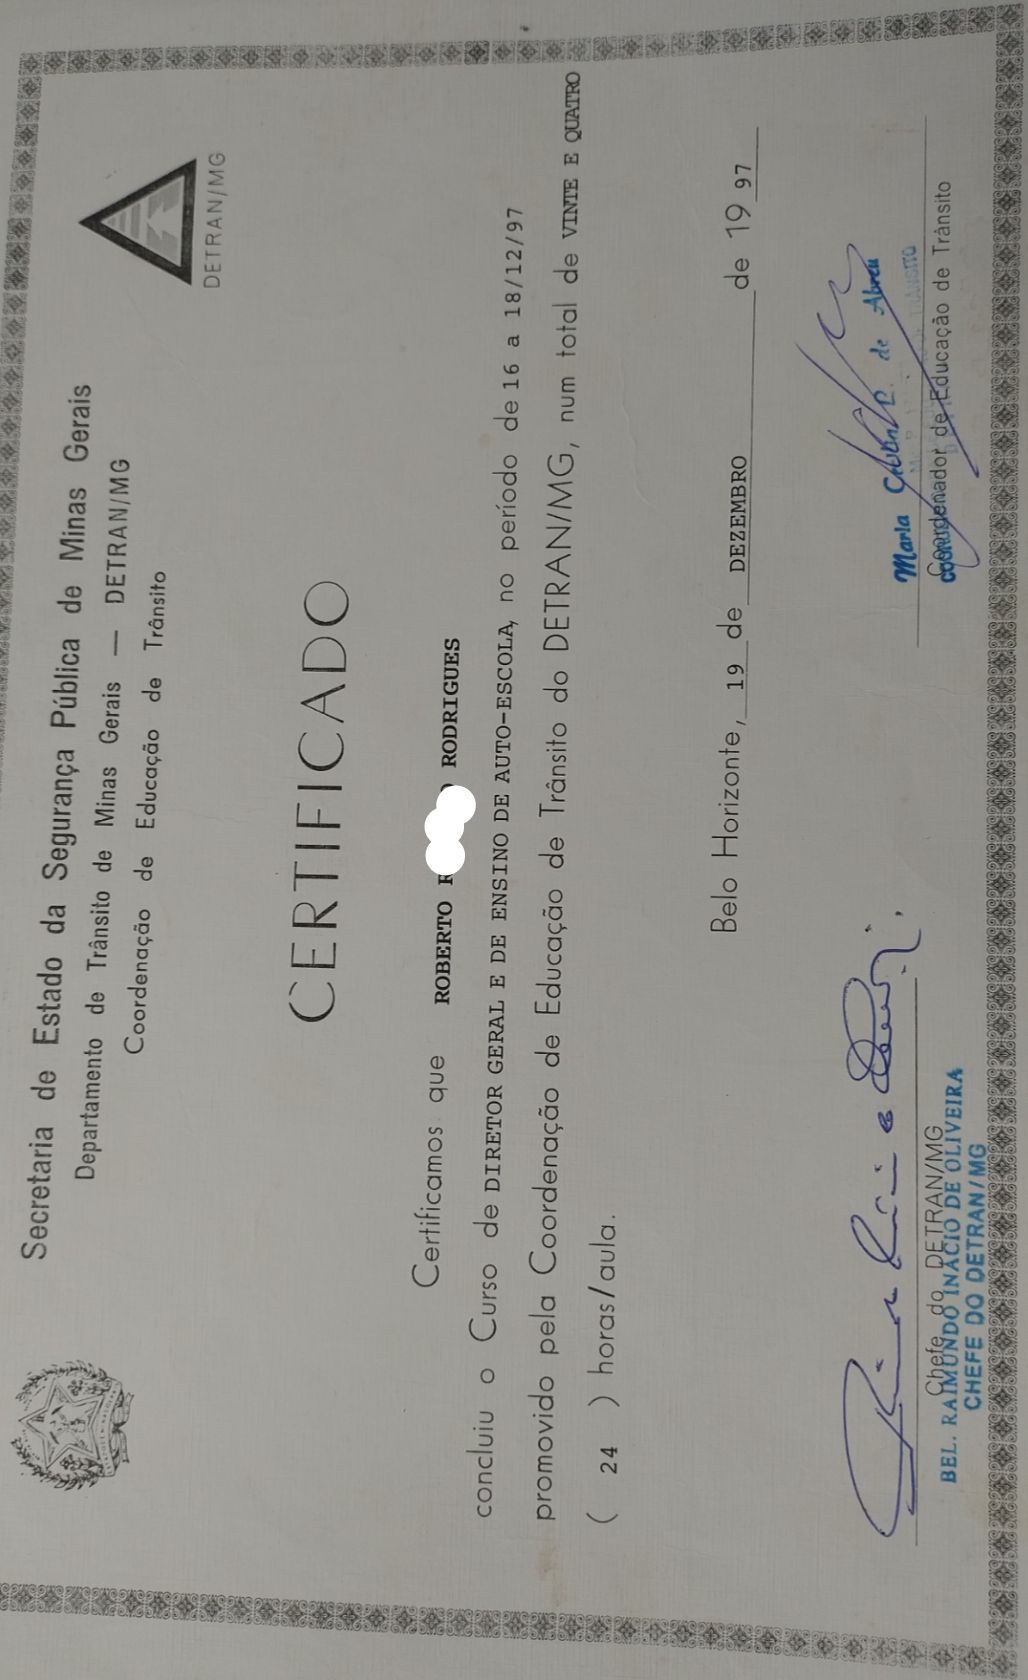 Secretaria de Estado da Segurança Pública de Minas Gerais
Departamento de Trânsito de Minas Gerais — DETRAN/MG
Coordenação de Educação de Trânsito
DETRAN/MG
CERTIFICADO
Certificamos que ROBERTO RODRIGUES
concluiu o Curso de DIRETOR GERAL E DE ENSINO DE AUTO-ESCOLA, no período de 16 a 18/12/97
promovido pela Coordenação de Educação de Trânsito do DETRAN/MG, num total de VINTE E QUATRO
( 24 ) horas/aula.
Belo Horizonte, 19 de DEZEMBRO de 19 97
Chefe do DETRAN/MG
BEL. RAIMUNDO INÁCIO DE OLIVEIRA
CHEFE DO DETRAN/MG
Maria P. de Abreu
Coordenador de Educação de Trânsito